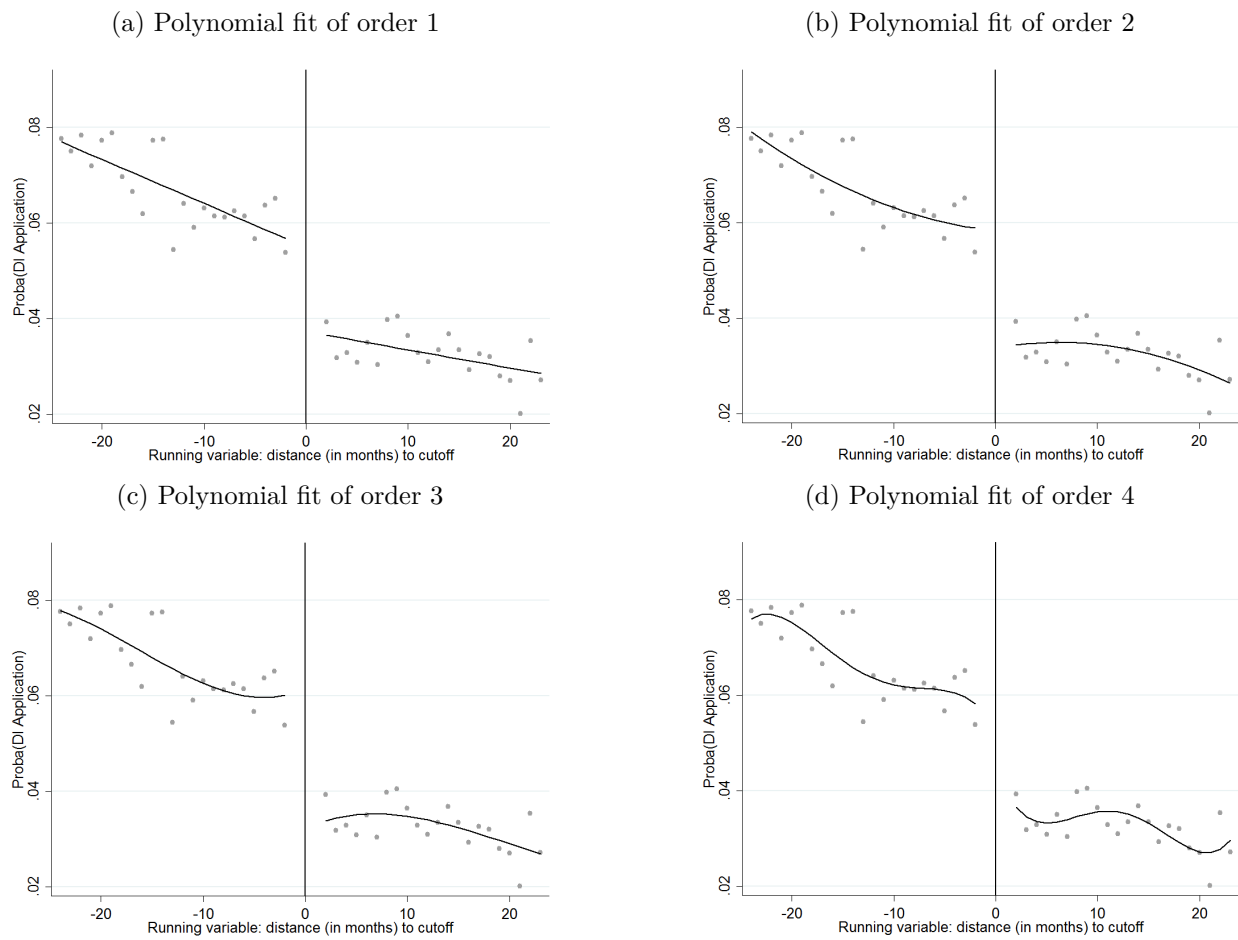 (a) Polynomial fit of order 1
Proba(DI Application)
.08
.06
.04
.02
-20 -10 0 10 20
Running variable: distance (in months) to cutoff
(b) Polynomial fit of order 2
Proba(DI Application)
.08
.06
.04
.02
-20 -10 0 10 20
Running variable: distance (in months) to cutoff
(c) Polynomial fit of order 3
Proba(DI Application)
.08
.06
.04
.02
-20 -10 0 10 20
Running variable: distance (in months) to cutoff
(d) Polynomial fit of order 4
Proba(DI Application)
.08
.06
.04
.02
-20 -10 0 10 20
Running variable: distance (in months) to cutoff